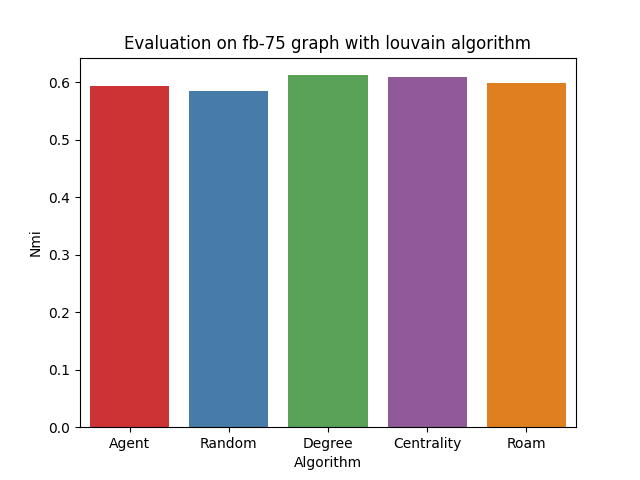 Evaluation on fb-75 graph with louvain algorithm
0.6
0.5
0.4
0.3
0.2
0.1
0.0
Nmi
Agent Random Degree Centrality Roam
Algorithm